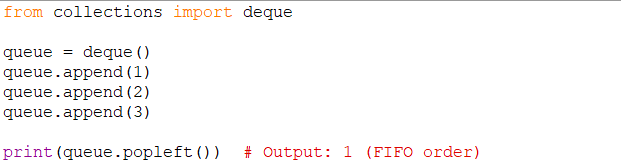 from collections import deque
queue = deque()
queue.append(1)
queue.append(2)
queue.append(3)
print(queue.popleft())  # Output: 1 (FIFO order)